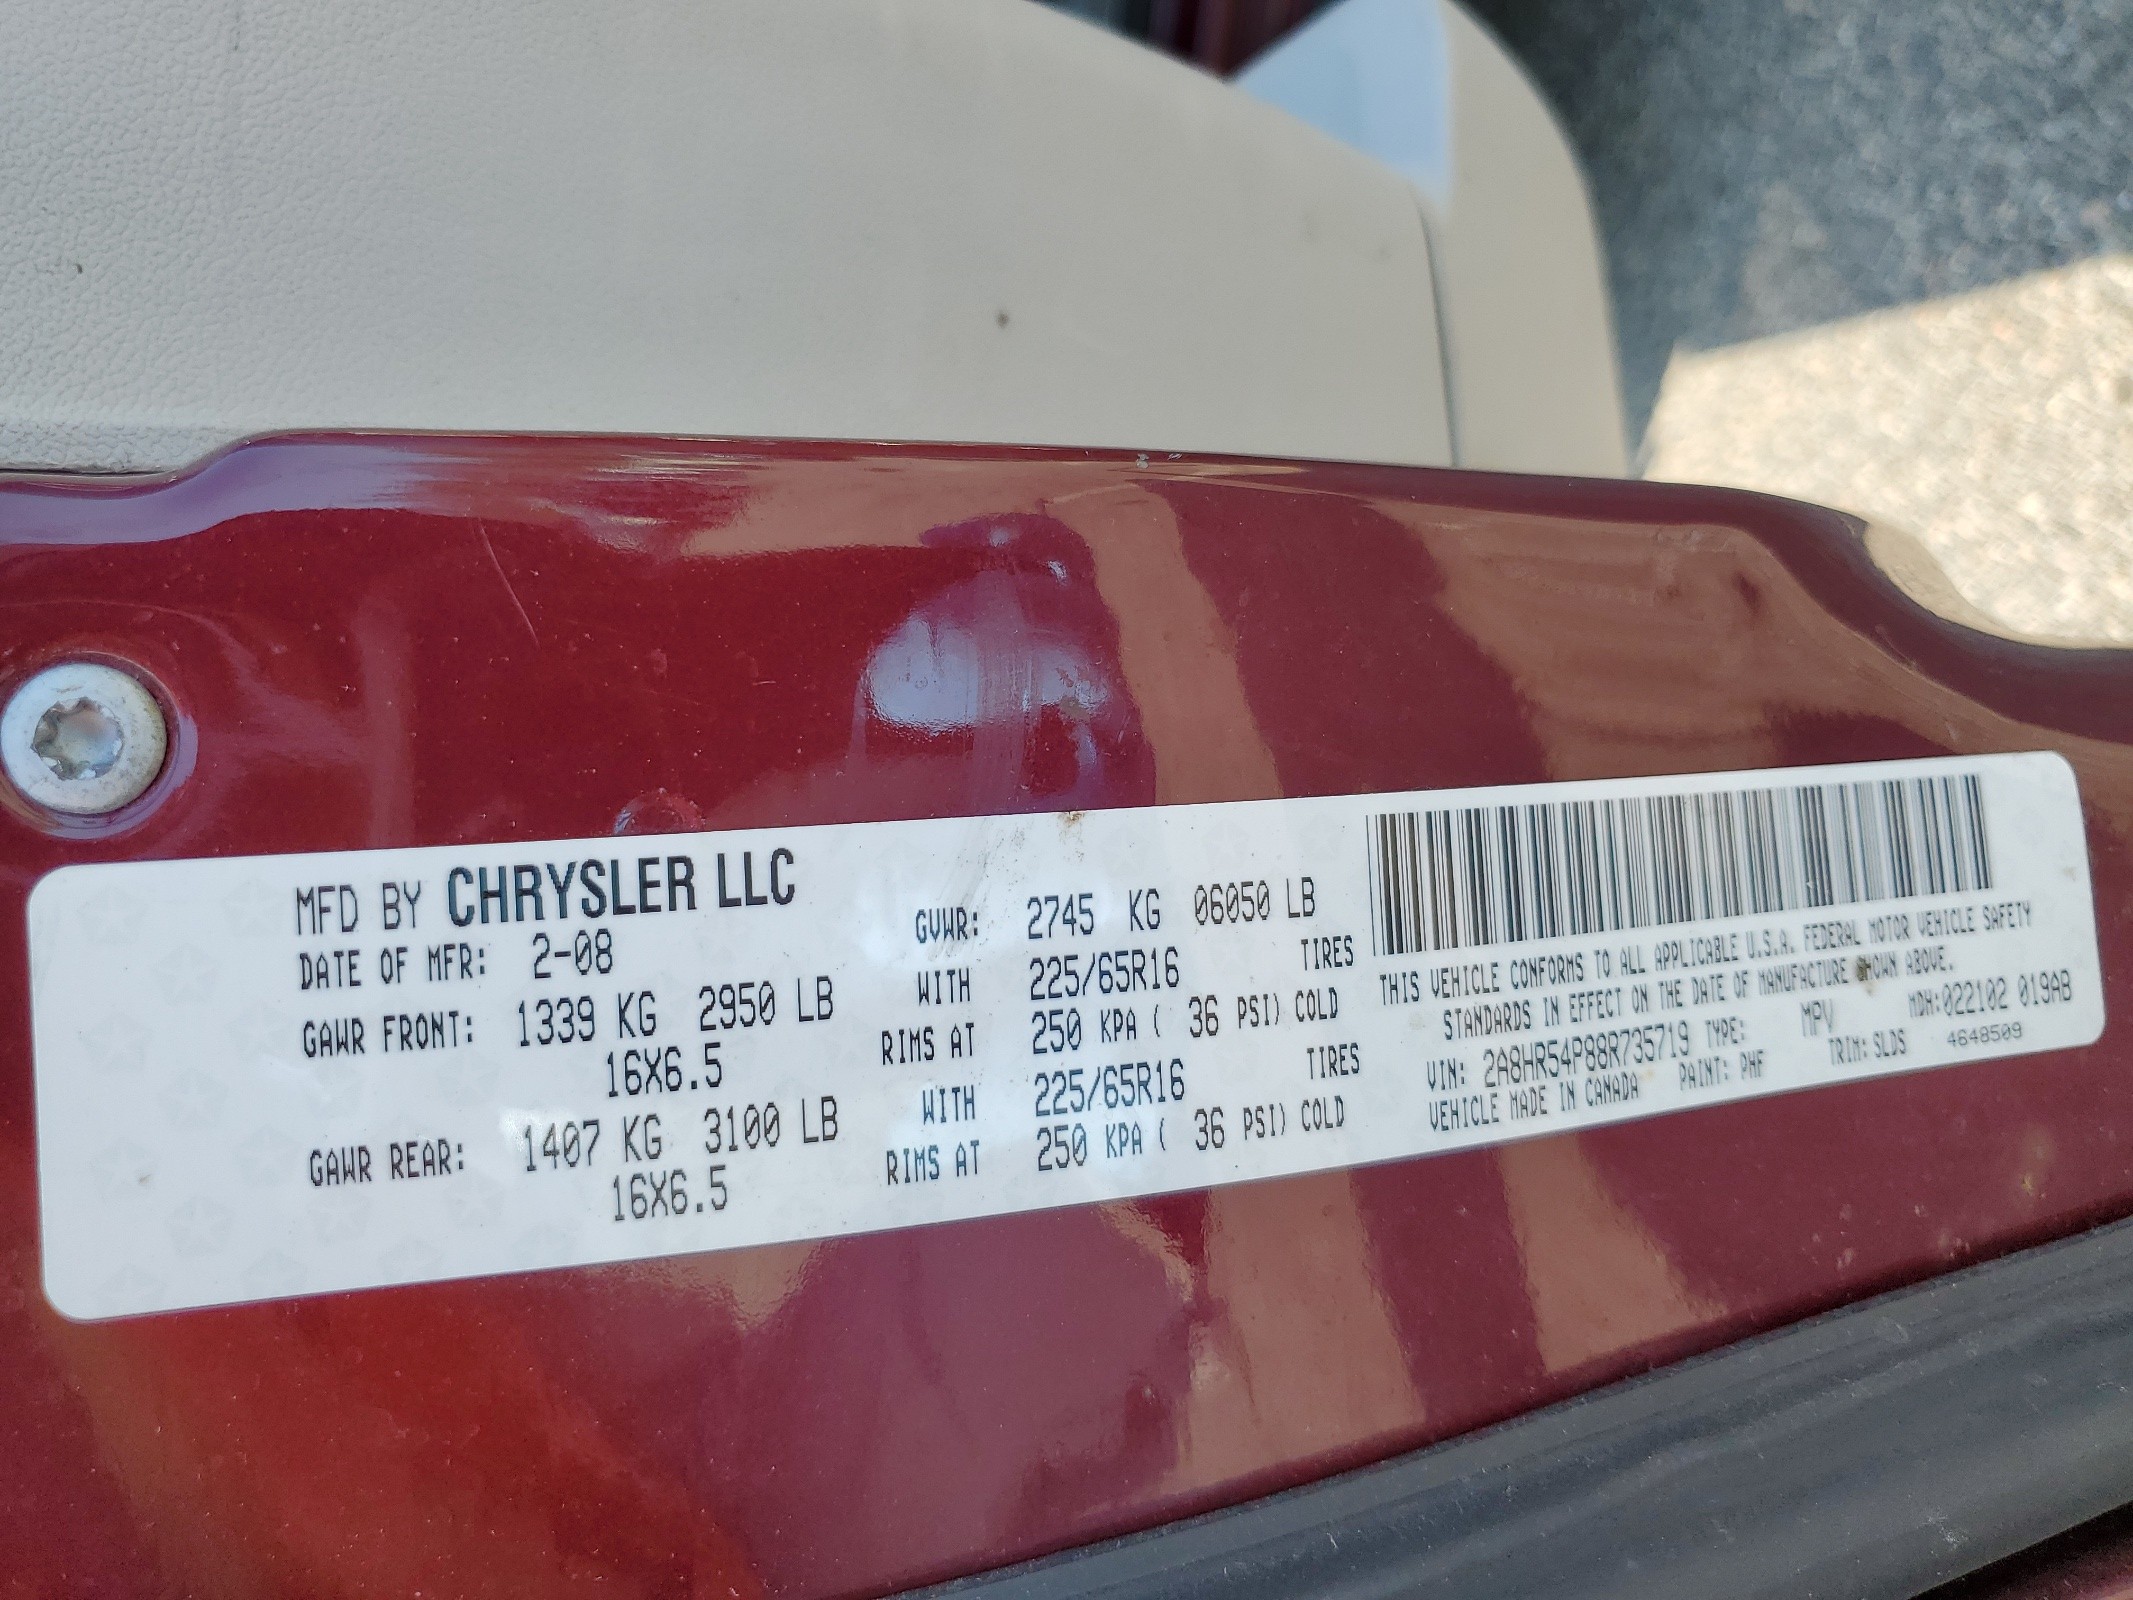 MFD BY CHRYSLER LLC
DATE OF MFR: 2-08
GVWR: 2745 KG 06050 LB
GAWR FRONT: 1339 KG 2950 LB WITH 225/65R16 TIRES
16X6.5 RIMS AT 250 KPA ( 36 PSI) COLD
GAWR REAR: 1407 KG 3100 LB WITH 225/65R16 TIRES
16X6.5 RIMS AT 250 KPA ( 36 PSI) COLD
THIS VEHICLE CONFORMS TO ALL APPLICABLE U.S.A. FEDERAL MOTOR VEHICLE SAFETY
STANDARDS IN EFFECT ON THE DATE OF MANUFACTURE SHOWN ABOVE.
MDH:022102 019AB
VIN: 2A8HR54P88R735719 TYPE: MPV
VEHICLE MADE IN CANADA PAINT: PHF TRIM: SLDS 4648509